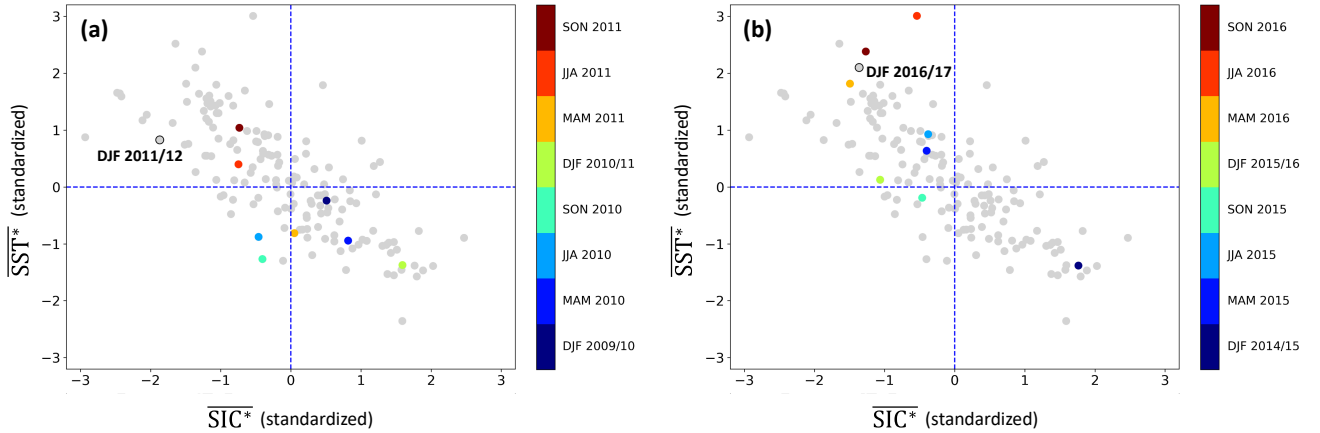 (a)
3
2
1
0
−1
−2
−3
−3
−2
−1
0
1
2
3
SST* (standardized)
SIC* (standardized)
DJF 2011/12
SON 2011
JJA 2011
MAM 2011
DJF 2010/11
SON 2010
JJA 2010
MAM 2010
DJF 2009/10
(b)
3
2
1
0
−1
−2
−3
−3
−2
−1
0
1
2
3
SST* (standardized)
SIC* (standardized)
DJF 2016/17
SON 2016
JJA 2016
MAM 2016
DJF 2015/16
SON 2015
JJA 2015
MAM 2015
DJF 2014/15